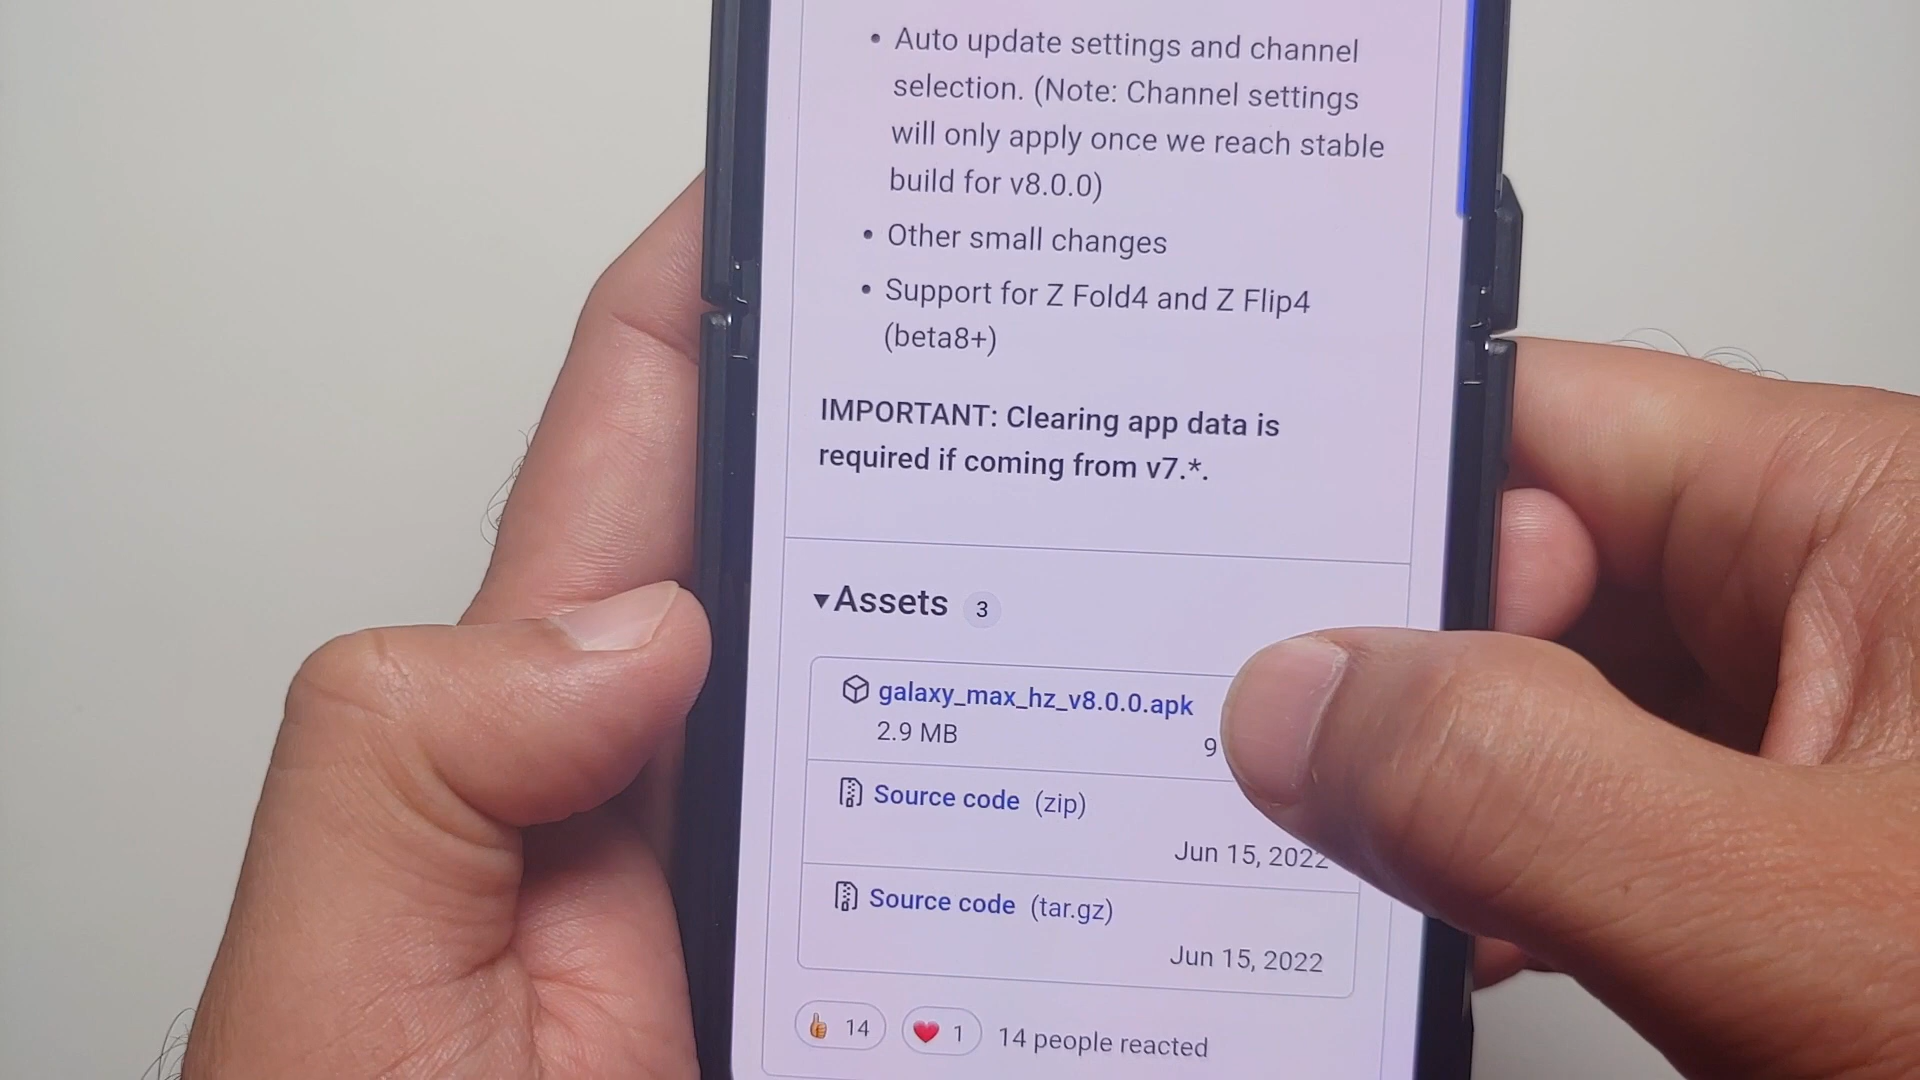 • Auto update settings and channel
selection. (Note: Channel settings
will only apply once we reach stable
build for v8.0.0)
• Other small changes
• Support for Z Fold4 and Z Flip4
(beta8+)
IMPORTANT: Clearing app data is
required if coming from v7.*.
▾Assets 3
galaxy_max_hz_v8.0.0.apk
2.9 MB 9
Source code (zip)
Jun 15, 2022
Source code (tar.gz)
Jun 15, 2022
👍 14 ❤️ 1 14 people reacted